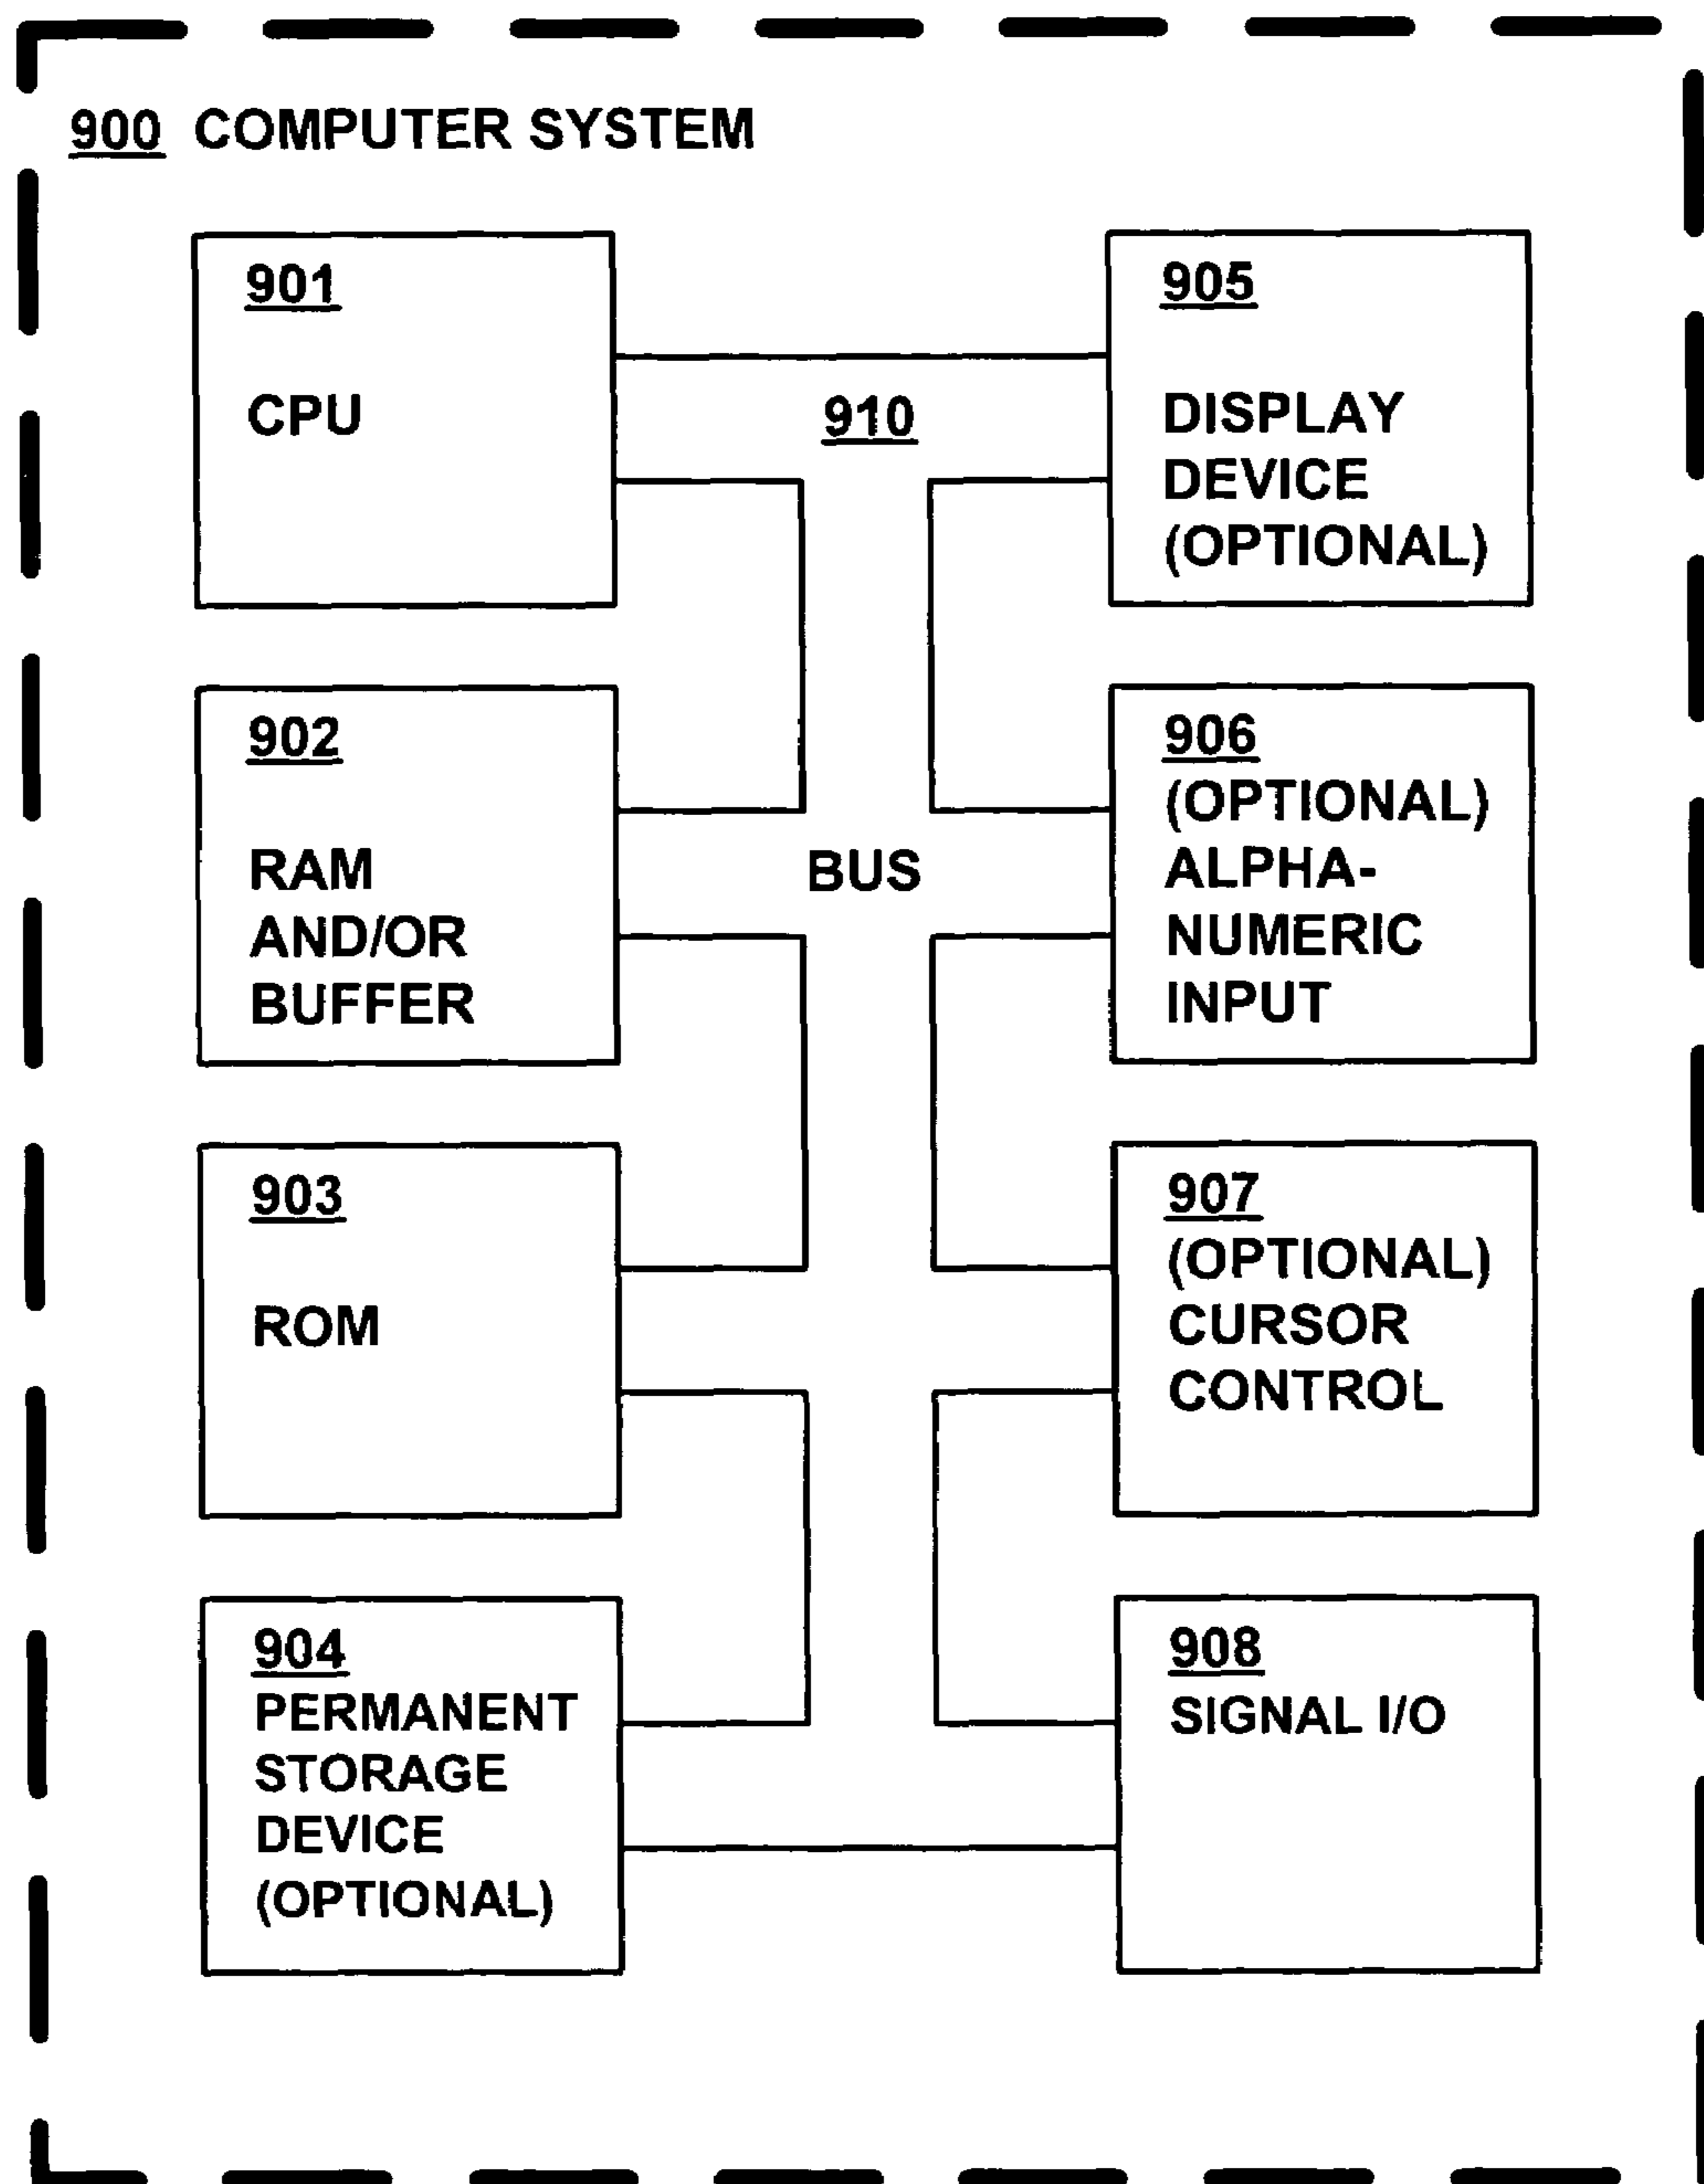 900 COMPUTER SYSTEM
901
CPU
902
RAM
AND/OR
BUFFER
903
ROM
904
PERMANENT
STORAGE
DEVICE
(OPTIONAL)
910
BUS
905
DISPLAY
DEVICE
(OPTIONAL)
906
(OPTIONAL)
ALPHA-
NUMERIC
INPUT
907
(OPTIONAL)
CURSOR
CONTROL
908
SIGNAL I/O